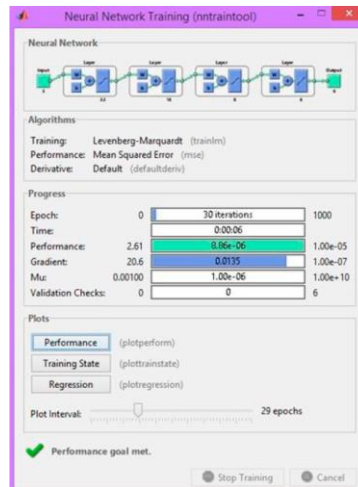 Neural Network Training (nntraintool)
Neural Network
Layer Layer Layer Layer
Input Output
Algorithms
Training: Levenberg-Marquardt (trainlm)
Performance: Mean Squared Error (mse)
Derivative: Default (defaultderiv)
Progress
Epoch: 0 30 iterations 1000
Time: 0:00:06
Performance: 2.61 8.86e-06 1.00e-05
Gradient: 20.6 0.0135 1.00e-07
Mu: 0.00100 1.00e-06 1.00e+10
Validation Checks: 0 0 6
Plots
Performance (plotperform)
Training State (plottrainstate)
Regression (plotregression)
Plot Interval: 29 epochs
Performance goal met.
Stop Training Cancel